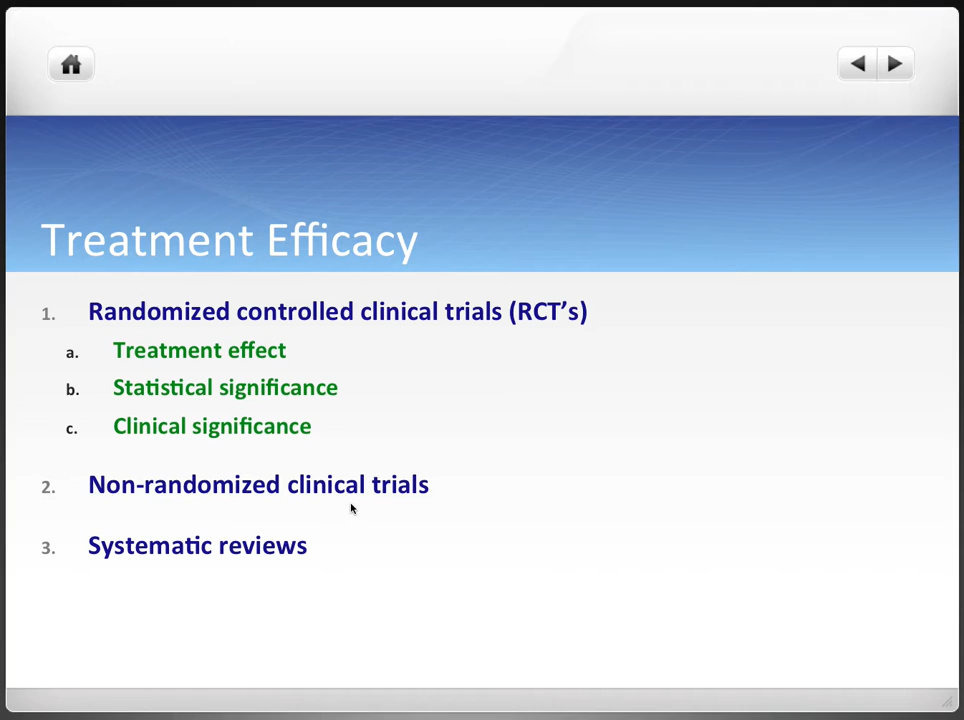 Treatment Efficacy
1. Randomized controlled clinical trials (RCT’s)
a. Treatment effect
b. Statistical significance
c. Clinical significance
2. Non-randomized clinical trials
3. Systematic reviews